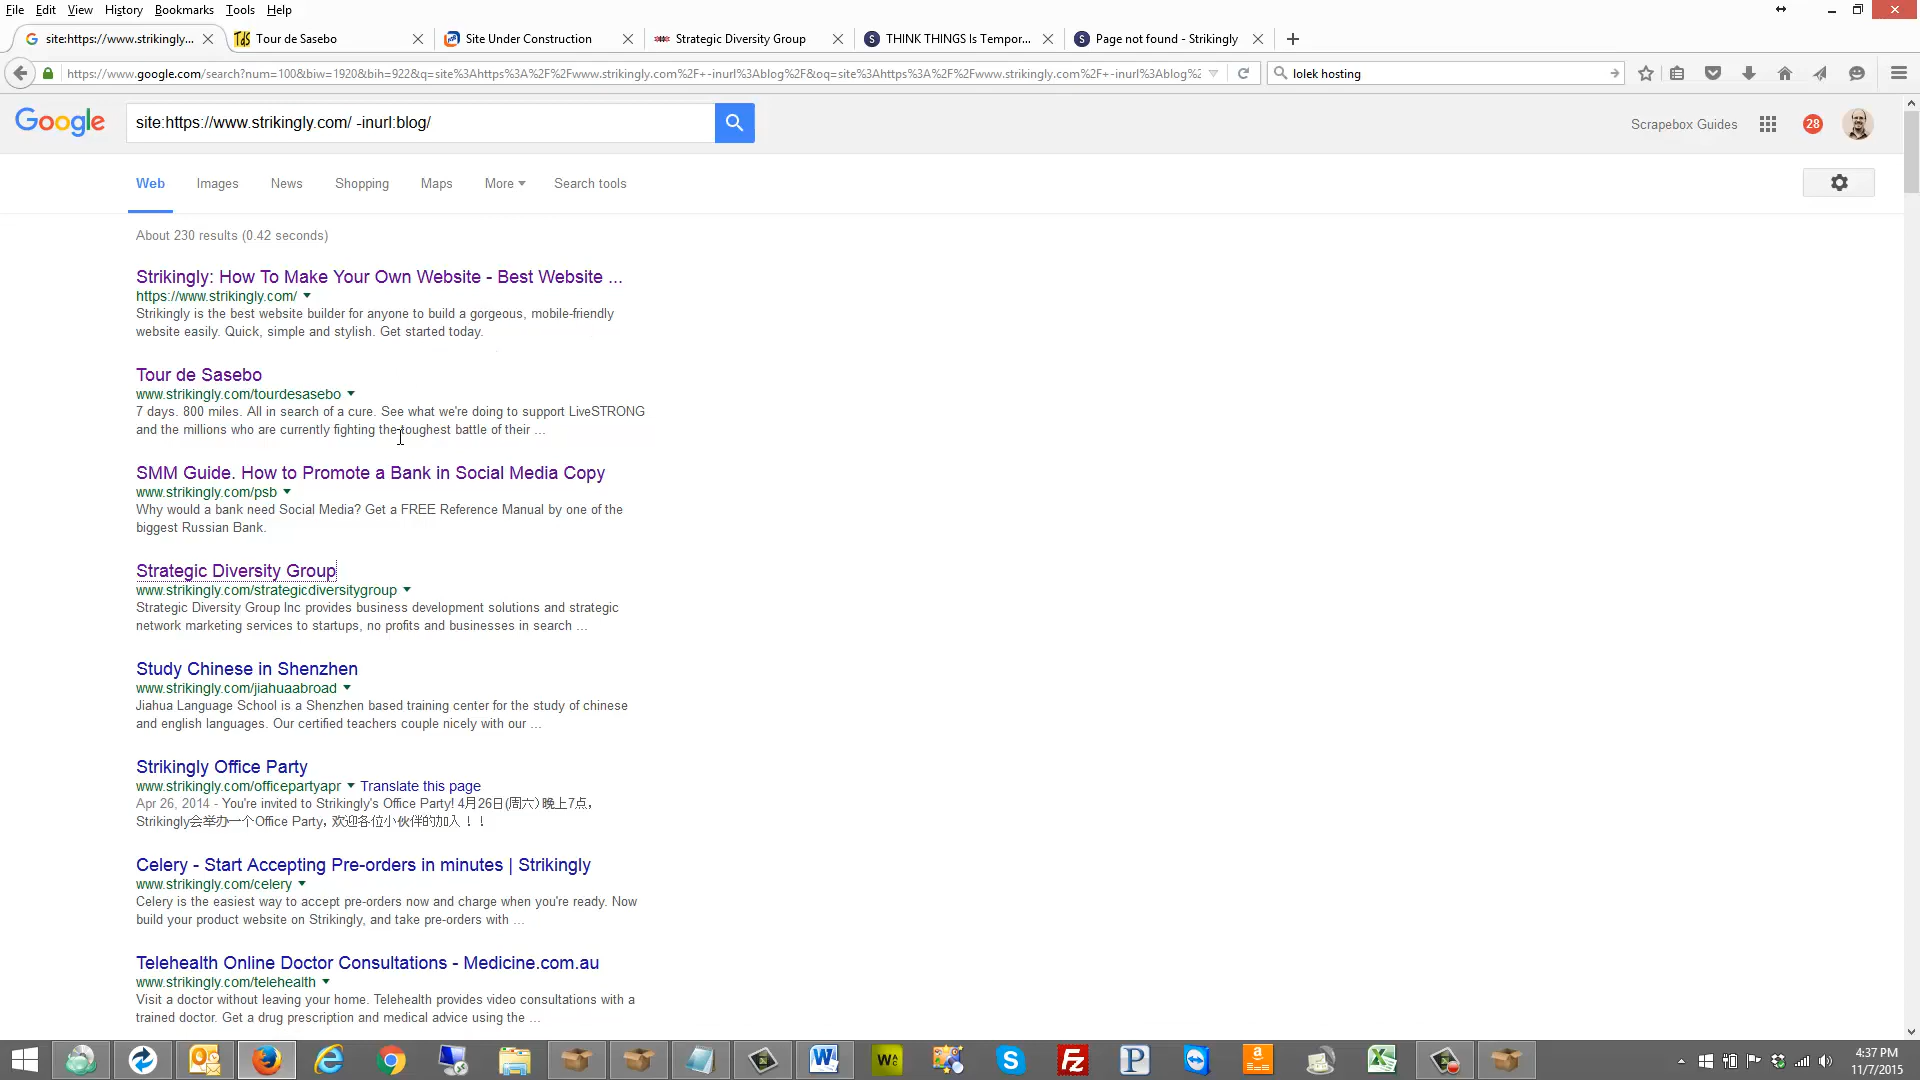 File Edit View History Bookmarks Tools Help
site:https://www.strikingly... Tour de Sasebo Site Under Construction Strategic Diversity Group THINK THINGS Is Tempor... Page not found - Strikingly
https://www.google.com/search?num=100&biw=1920&bih=922&q=site%3Ahttps%3A%2F%2Fwww.strikingly.com%2F+-inurl%3Ablog%2F&oq=site%3Ahttps%3A%2F%2Fwww.strikingly.com%2F+-inurl%3Ablog%2 lolek hosting
Google site:https://www.strikingly.com/ -inurl:blog/ Scrapebox Guides 28
Web Images News Shopping Maps More Search tools
About 230 results (0.42 seconds)
Strikingly: How To Make Your Own Website - Best Website ...
https://www.strikingly.com/
Strikingly is the best website builder for anyone to build a gorgeous, mobile-friendly
website easily. Quick, simple and stylish. Get started today.
Tour de Sasebo
www.strikingly.com/tourdesasebo
7 days. 800 miles. All in search of a cure. See what we're doing to support LiveSTRONG
and the millions who are currently fighting the toughest battle of their ...
SMM Guide. How to Promote a Bank in Social Media Copy
www.strikingly.com/psb
Why would a bank need Social Media? Get a FREE Reference Manual by one of the
biggest Russian Bank.
Strategic Diversity Group
www.strikingly.com/strategicdiversitygroup
Strategic Diversity Group Inc provides business development solutions and strategic
network marketing services to startups, no profits and businesses in search ...
Study Chinese in Shenzhen
www.strikingly.com/jiahuaabroad
Jiahua Language School is a Shenzhen based training center for the study of chinese
and english languages. Our certified teachers couple nicely with our ...
Strikingly Office Party
www.strikingly.com/officepartyapr Translate this page
Apr 26, 2014 - You're invited to Strikingly's Office Party! 4月26日(周六)晚上7点,
Strikingly会举办一个Office Party, 欢迎各位小伙伴的加入！！
Celery - Start Accepting Pre-orders in minutes | Strikingly
www.strikingly.com/celery
Celery is the easiest way to accept pre-orders now and charge when you're ready. Now
build your product website on Strikingly, and take pre-orders with ...
Telehealth Online Doctor Consultations - Medicine.com.au
www.strikingly.com/telehealth
Visit a doctor without leaving your home. Telehealth provides video consultations with a
trained doctor. Get a drug prescription and medical advice using the ...
4:37 PM
11/7/2015